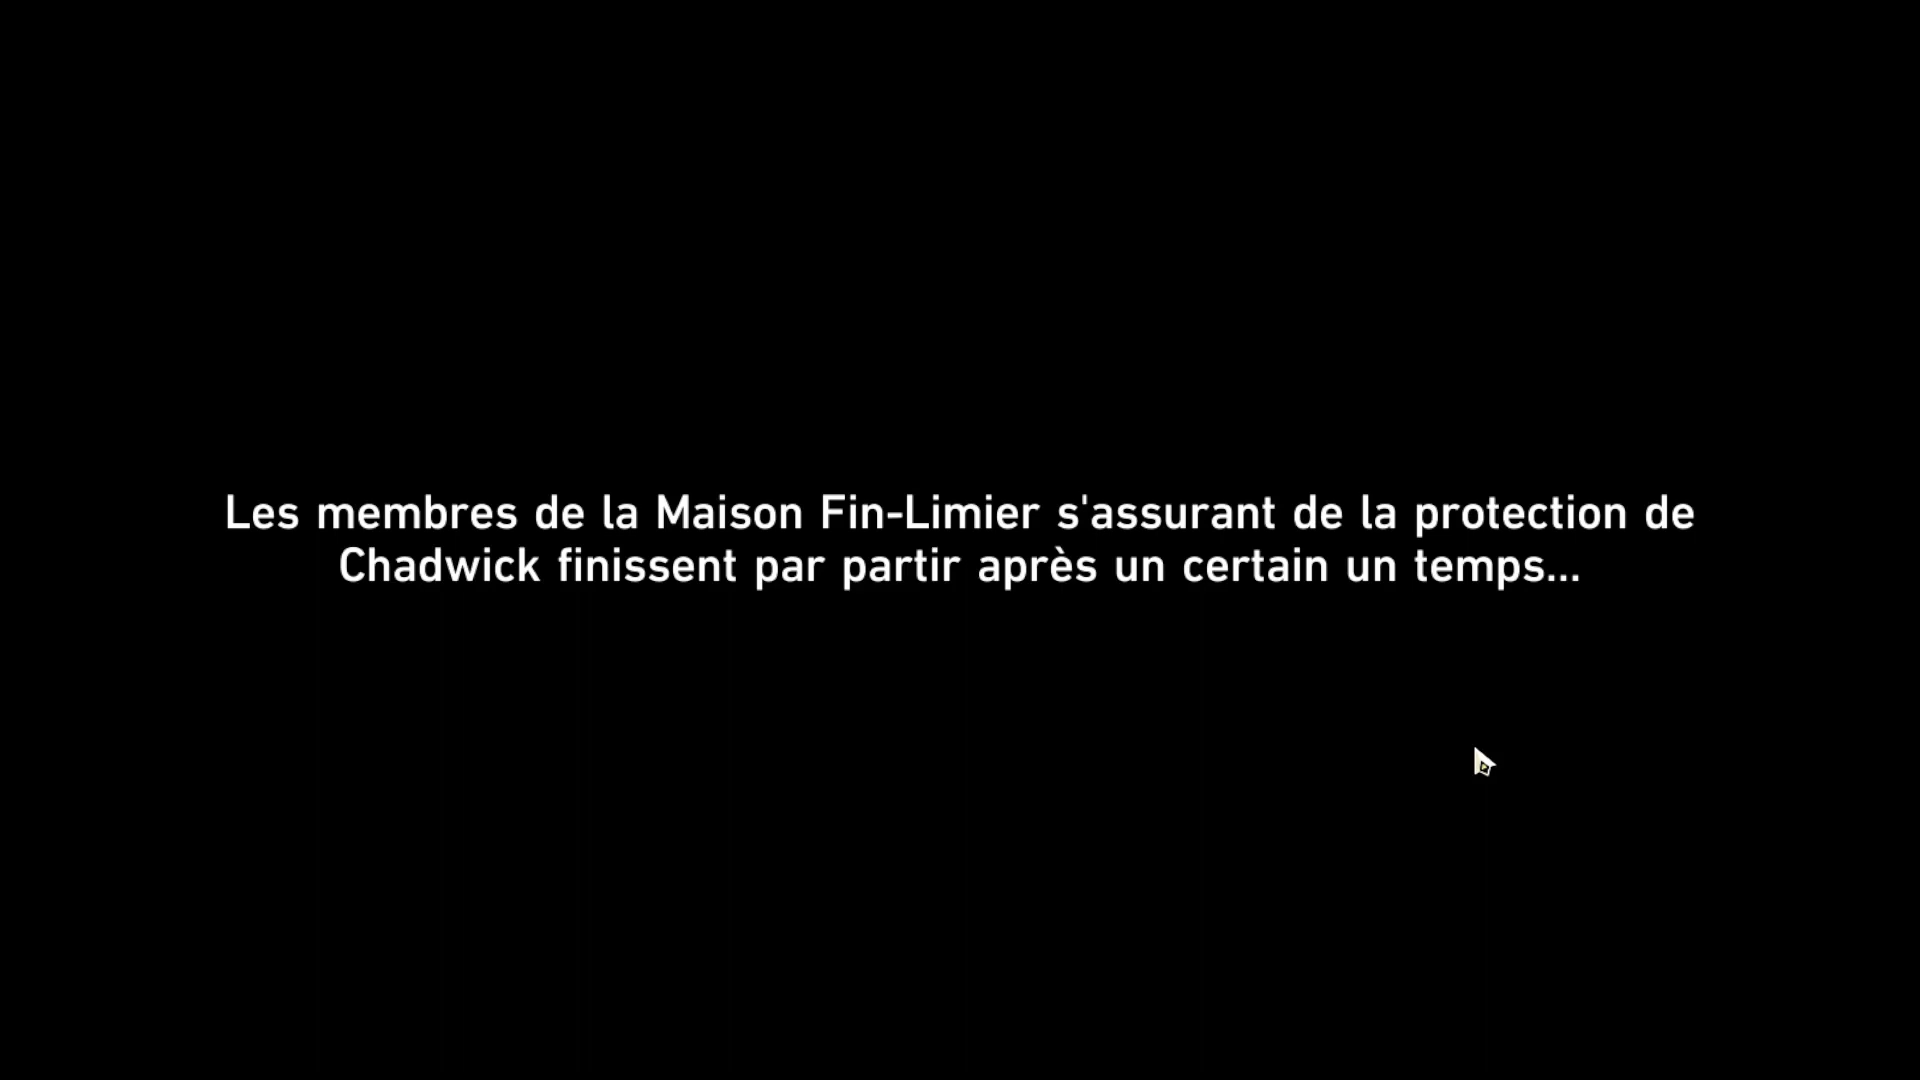 Les membres de la Maison Fin-Limier s'assurant de la protection de
Chadwick finissent par partir après un certain un temps...